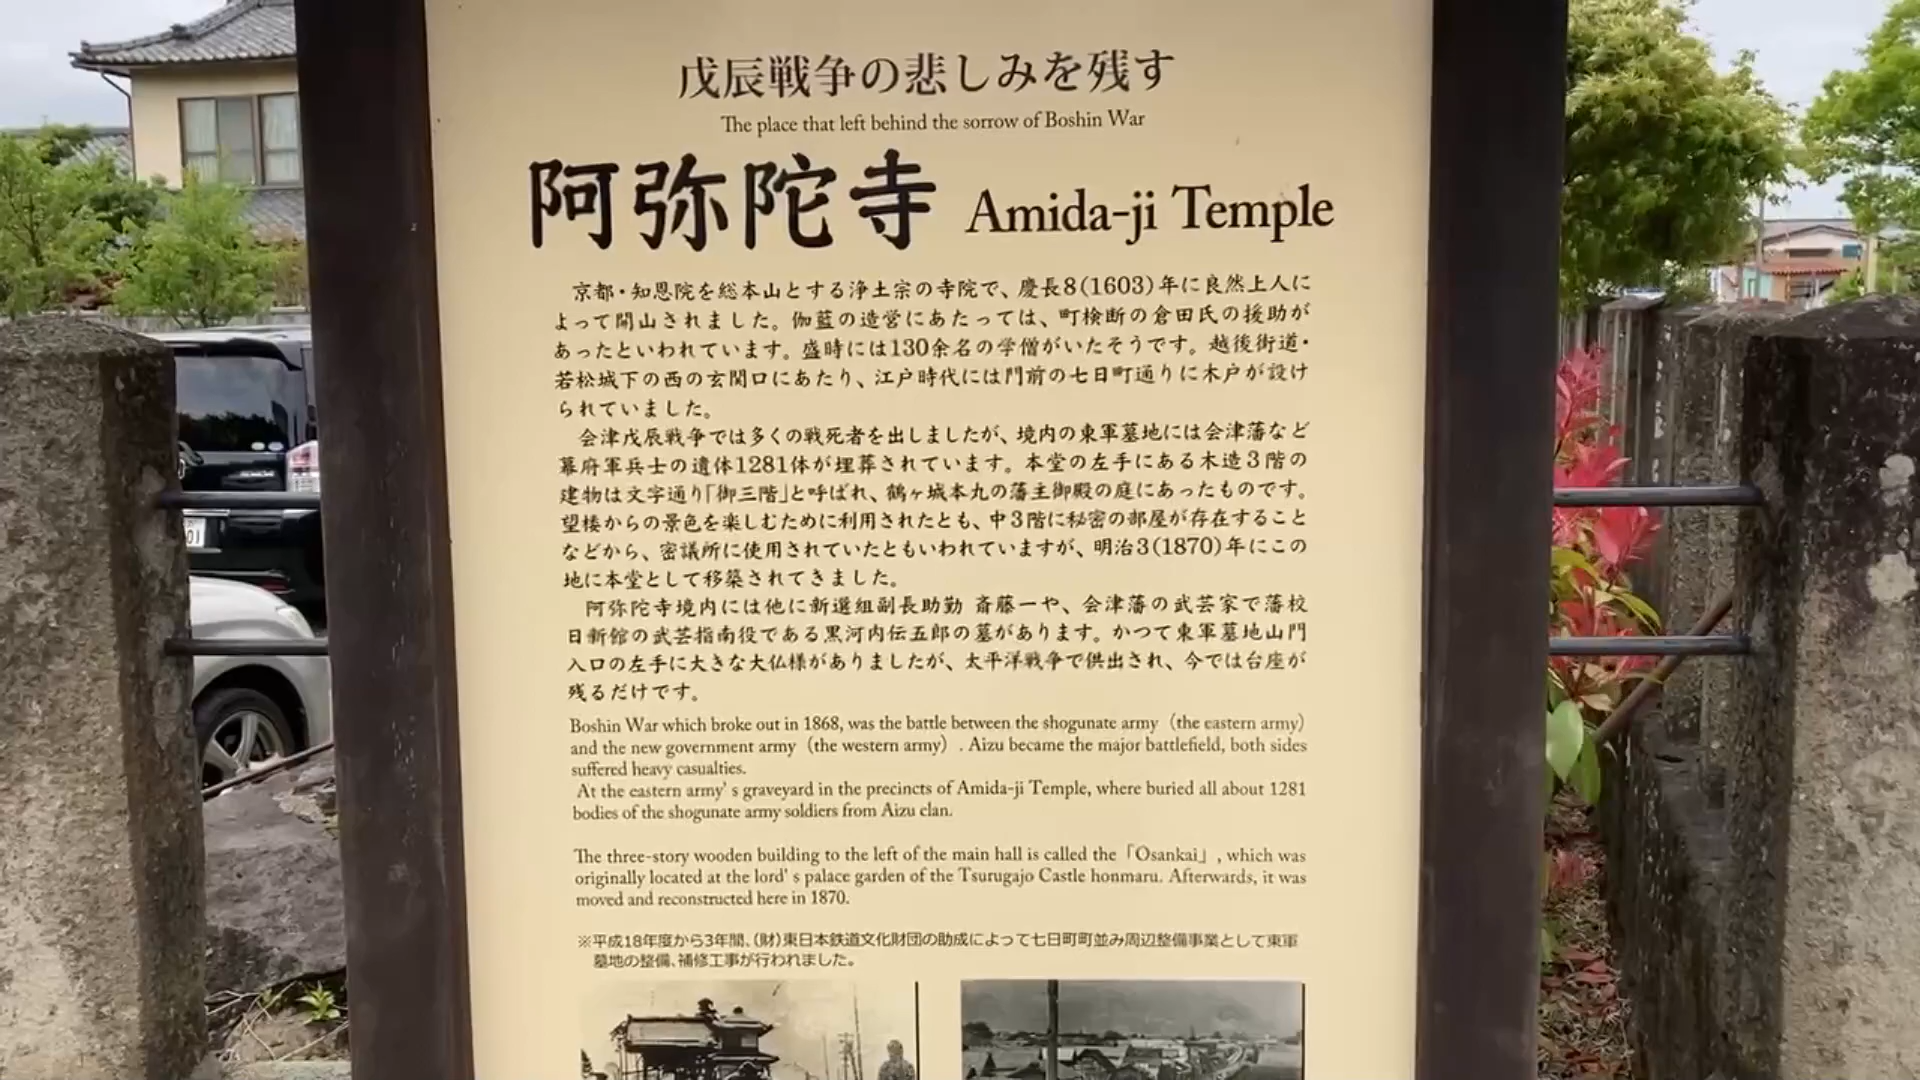 戊辰戦争の悲しみを残す
The place that left behind the sorrow of Boshin War
阿弥陀寺 Amida-ji Temple
京都・知恩院を総本山とする浄土宗の寺院で、慶長8(1603)年に良然上人に
よって開山されました。伽藍の造営にあたっては、町検断の倉田氏の援助が
あったといわれています。盛時には130余名の学僧がいたそうです。越後街道・
若松城下の西の玄関口にあたり、江戸時代には門前の七日町通りに木戸が設け
られていました。
会津戊辰戦争では多くの戦死者を出しましたが、境内の東軍墓地には会津藩など
幕府軍兵士の遺体1281体が埋葬されています。本堂の左手にある木造3階の
建物は文字通り「御三階」と呼ばれ、鶴ヶ城本丸の藩主御殿の庭にあったものです。
望楼からの景色を楽しむために利用されたとも、中3階に秘密の部屋が存在すること
などから、密議所に使用されていたともいわれていますが、明治3(1870)年にこの
地に本堂として移築されてきました。
阿弥陀寺境内には他に新選組副長助勤 斎藤一や、会津藩の武芸家で藩校
日新館の武芸指南役である黒河内伝五郎の墓があります。かつて東軍墓地山門
入口の左手に大きな大仏様がありましたが、太平洋戦争で供出され、今では台座が
残るだけです。
Boshin War which broke out in 1868, was the battle between the shogunate army (the eastern army)
and the new government army (the western army) . Aizu became the major battlefield, both sides
suffered heavy casualties.
At the eastern army' s graveyard in the precincts of Amida-ji Temple, where buried all about 1281
bodies of the shogunate army soldiers from Aizu clan.
The three-story wooden building to the left of the main hall is called the「Osankai」, which was
originally located at the lord' s palace garden of the Tsurugajo Castle honmaru. Afterwards, it was
moved and reconstructed here in 1870.
※平成18年度から3年間、(財)東日本鉄道文化財団の助成によって七日町町並み周辺整備事業として東軍
墓地の整備、補修工事が行われました。